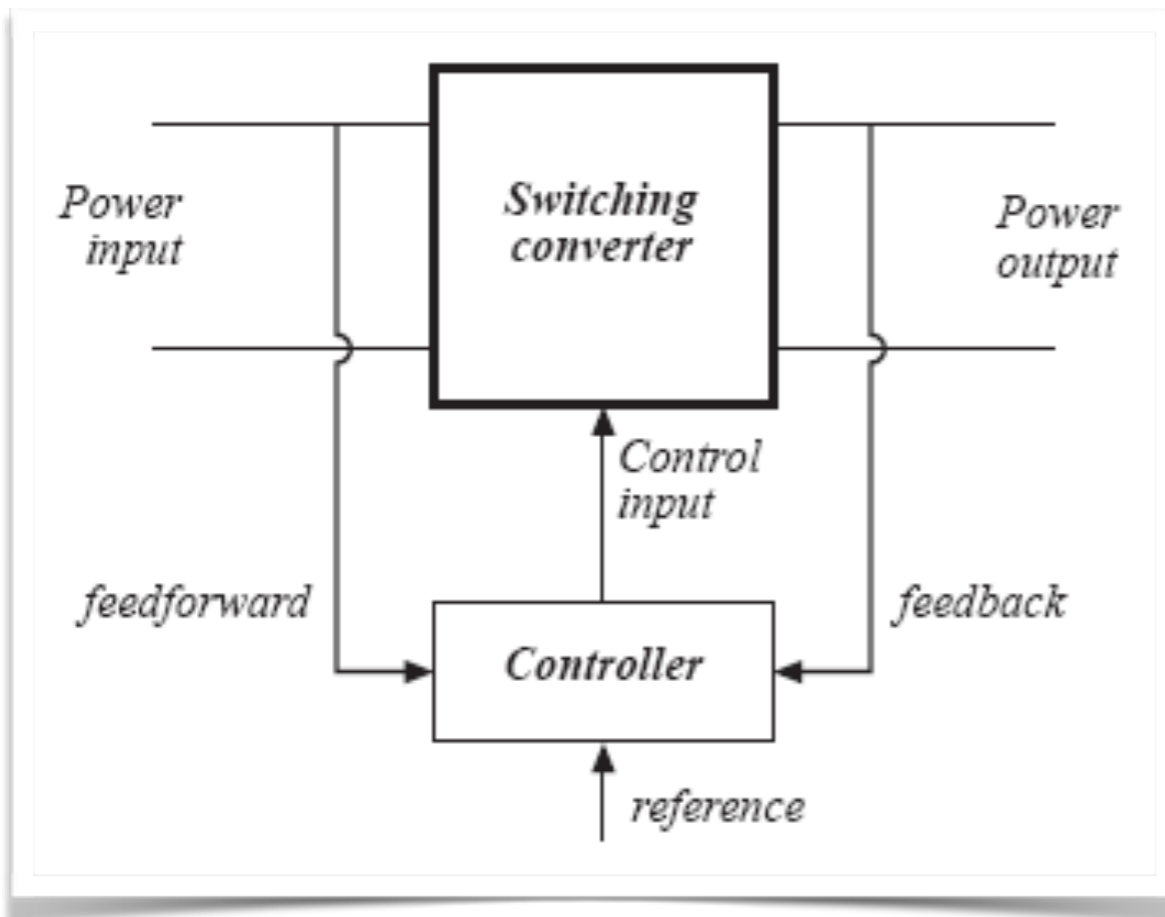 Power
input
Switching
converter
Power
output
Control
input
feedforward
feedback
Controller
reference